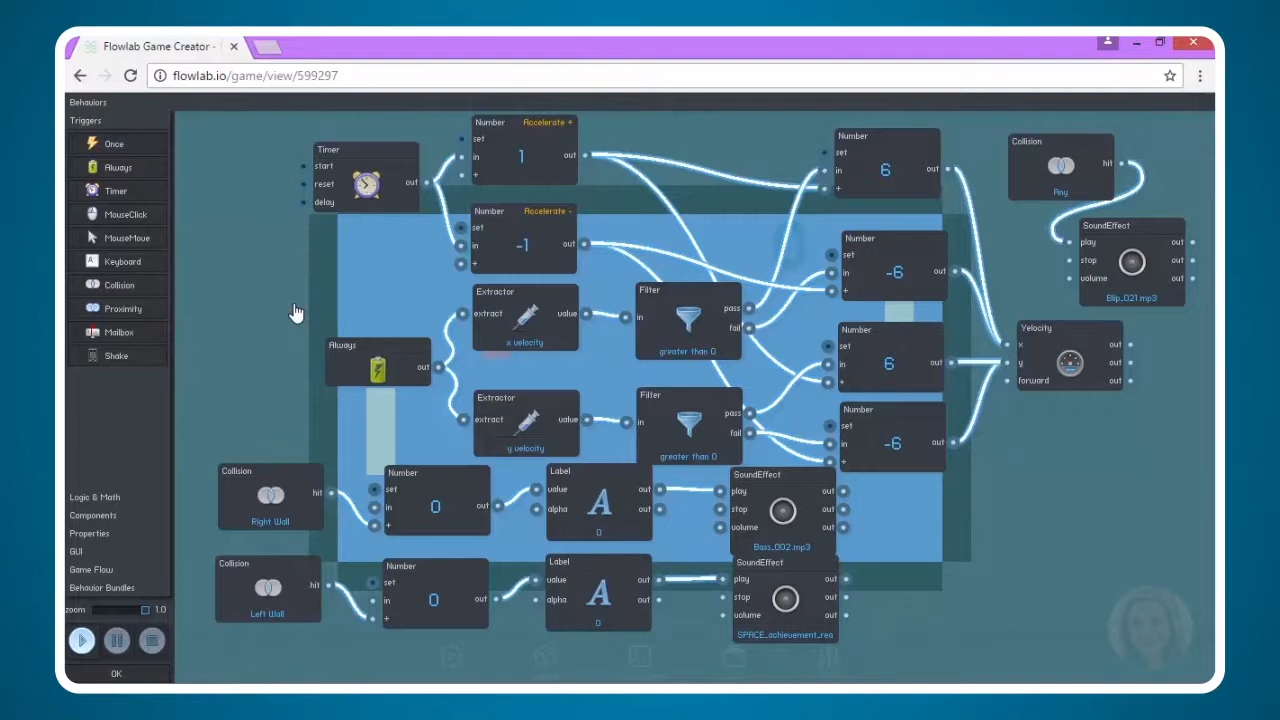 Flowlab Game Creator -
flowlab.io/game/view/599297
Behaviors
Triggers
Once
Always
Timer
MouseClick
MouseMove
Keyboard
Collision
Proximity
Mailbox
Shake
Logic & Math
Components
Properties
GUI
Game Flow
Behavior Bundles
zoom 1.0
OK
Timer
start
reset
delay
out
Number Accelerate +
set
in
+
1
out
Number Accelerate -
set
in
+
-1
out
Always
out
Extractor
extract
value
x velocity
Extractor
extract
value
y velocity
Filter
in
pass
fail
greater than 0
Filter
in
pass
fail
greater than 0
Number
set
in
+
6
out
Number
set
in
+
-6
out
Number
set
in
+
6
out
Number
set
in
+
-6
out
Collision
hit
Any
SoundEffect
play out
stop out
volume out
Blip_021.mp3
Velocity
x out
y out
forward out
Collision
hit
Right Wall
Number
set
in
+
0
out
Label
value out
alpha out
A
0
SoundEffect
play out
stop out
volume out
Bass_002.mp3
Collision
hit
Left Wall
Number
set
in
+
0
out
Label
value out
alpha out
A
0
SoundEffect
play out
stop out
volume out
SPACE_achievement_rea